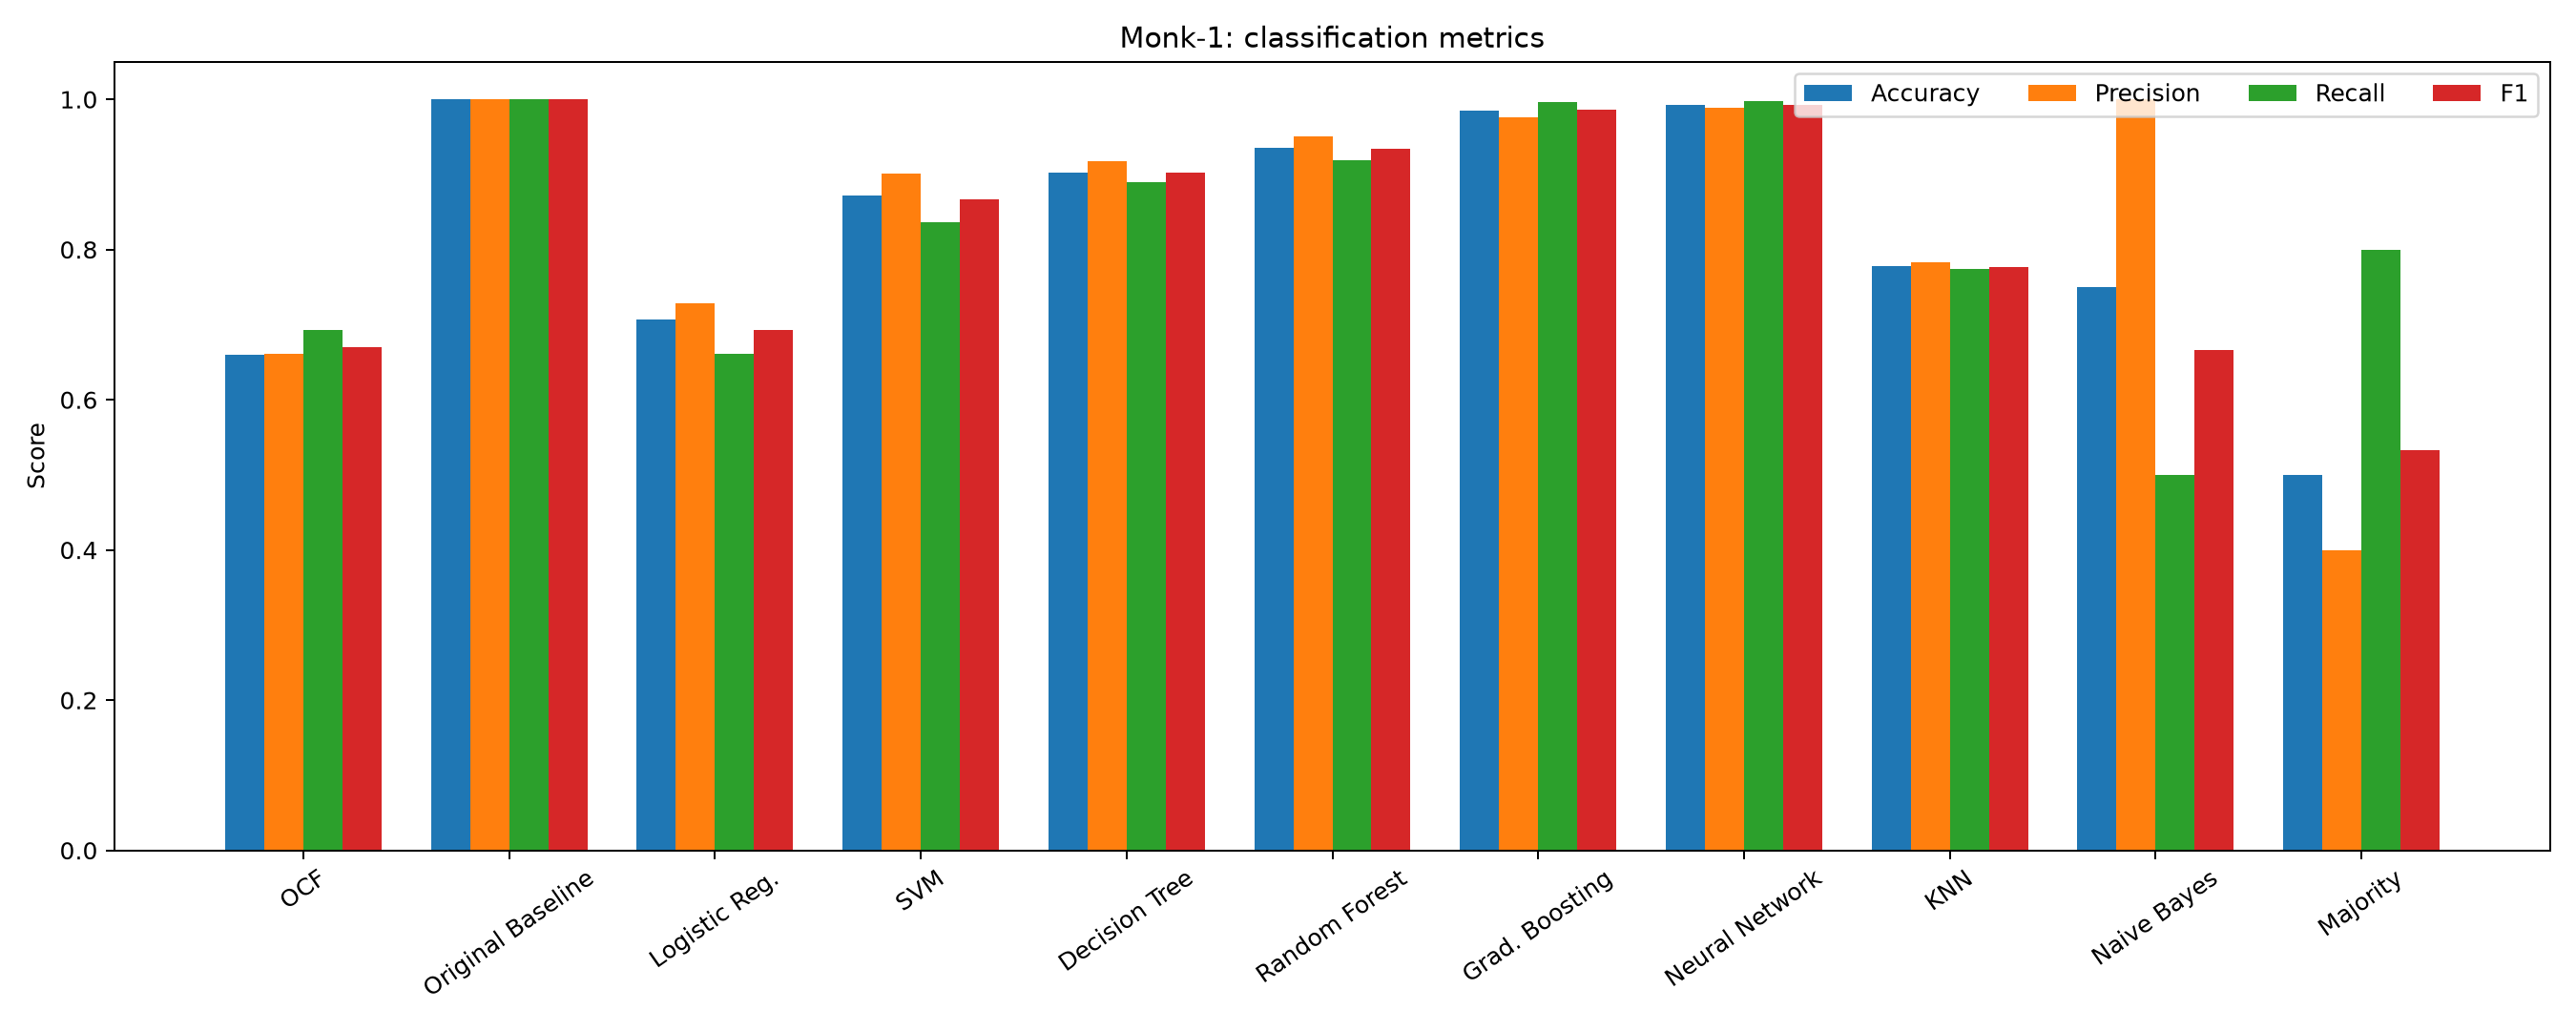 Monk-1: classification metrics
Accuracy Precision Recall F1
Score
1.0
0.8
0.6
0.4
0.2
0.0
OCF
Original Baseline
Logistic Reg.
SVM
Decision Tree
Random Forest
Grad. Boosting
Neural Network
KNN
Naive Bayes
Majority